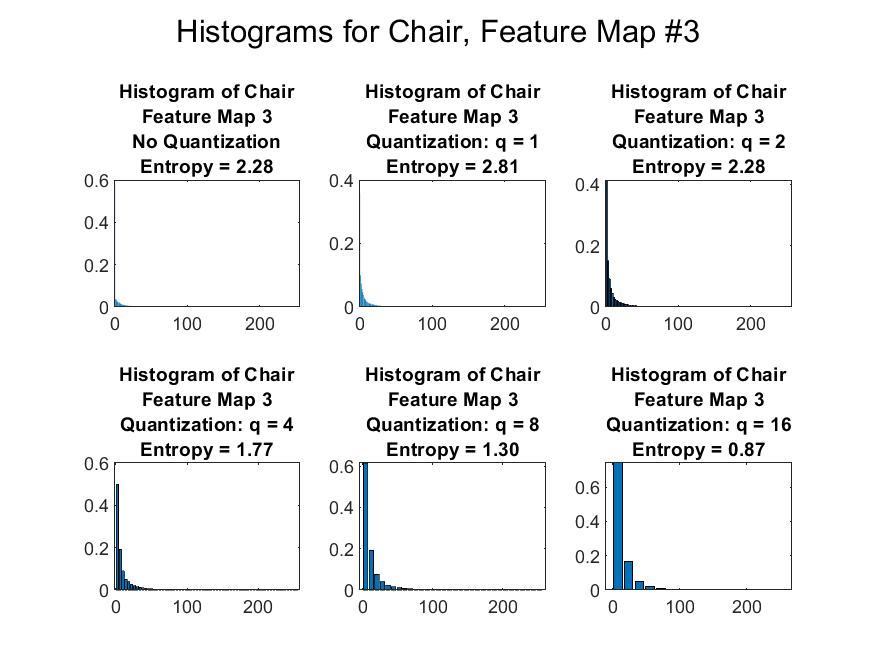 Histograms for Chair, Feature Map #3
Histogram of Chair
Feature Map 3
No Quantization
Entropy = 2.28
0.6
0.4
0.2
0
0 100 200
Histogram of Chair
Feature Map 3
Quantization: q = 1
Entropy = 2.81
0.4
0.2
0
0 100 200
Histogram of Chair
Feature Map 3
Quantization: q = 2
Entropy = 2.28
0.4
0.2
0
0 100 200
Histogram of Chair
Feature Map 3
Quantization: q = 4
Entropy = 1.77
0.6
0.4
0.2
0
0 100 200
Histogram of Chair
Feature Map 3
Quantization: q = 8
Entropy = 1.30
0.6
0.4
0.2
0
0 100 200
Histogram of Chair
Feature Map 3
Quantization: q = 16
Entropy = 0.87
0.6
0.4
0.2
0
0 100 200